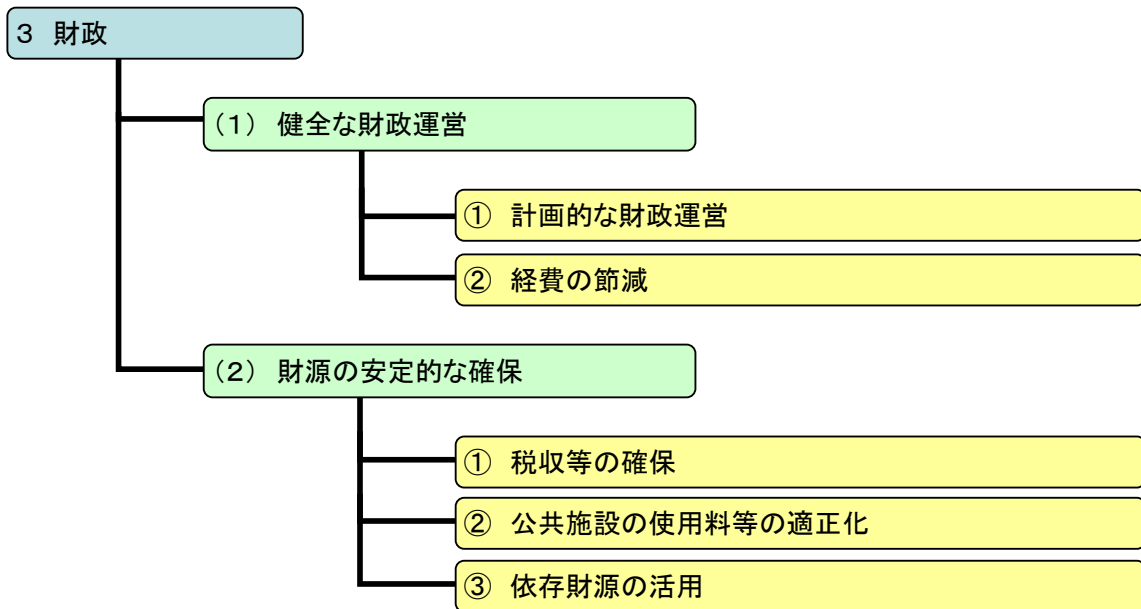 ３ 財政
（１） 健全な財政運営
① 計画的な財政運営
② 経費の節減
（２） 財源の安定的な確保
① 税収等の確保
② 公共施設の使用料等の適正化
③ 依存財源の活用